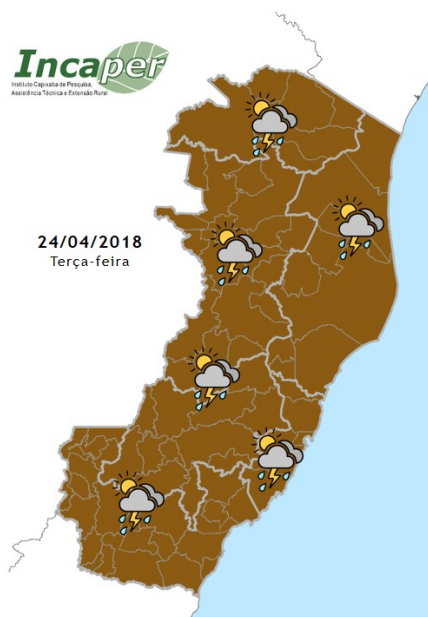 Incaper
Instituto Capixaba de Pesquisa,
Assistência Técnica e Extensão Rural
24/04/2018
Terça-feira